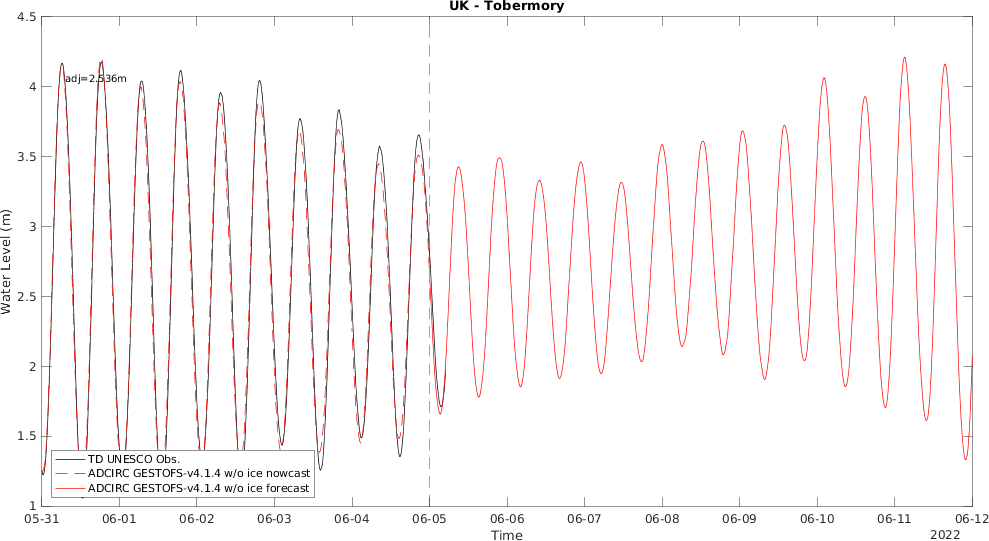 UK - Tobermory
4.5
adj=2.536m
4
3.5
3
Water Level (m)
2.5
2
1.5
TD UNESCO Obs.
ADCIRC GESTOFS-v4.1.4 w/o ice nowcast
ADCIRC GESTOFS-v4.1.4 w/o ice forecast
1
05-31 06-01 06-02 06-03 06-04 06-05 06-06 06-07 06-08 06-09 06-10 06-11 06-12
Time
2022